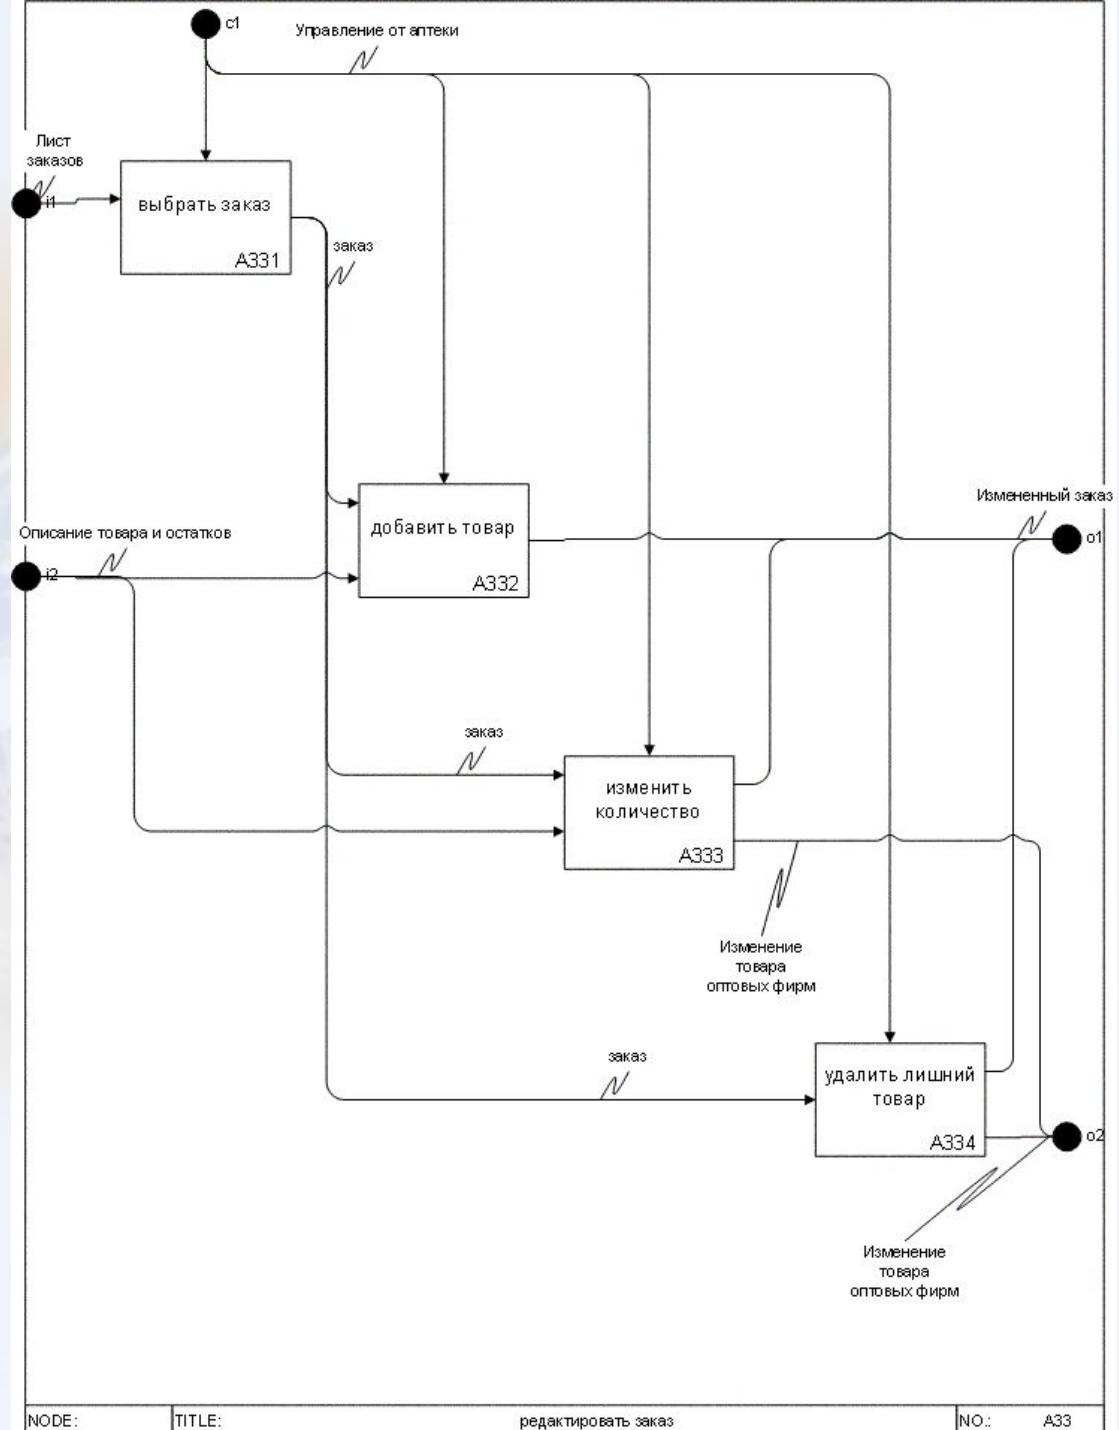 c1
Управление от аптеки
Лист
заказов
i1
выбрать заказ
A331
заказ
Измененный заказ
o1
Описание товара и остатков
i2
добавить товар
A332
заказ
изменить
количество
A333
Изменение
товара
оптовых фирм
заказ
удалить лишний
товар
A334
o2
Изменение
товара
оптовых фирм
NODE:
TITLE:
редактировать заказ
NO.:
A33